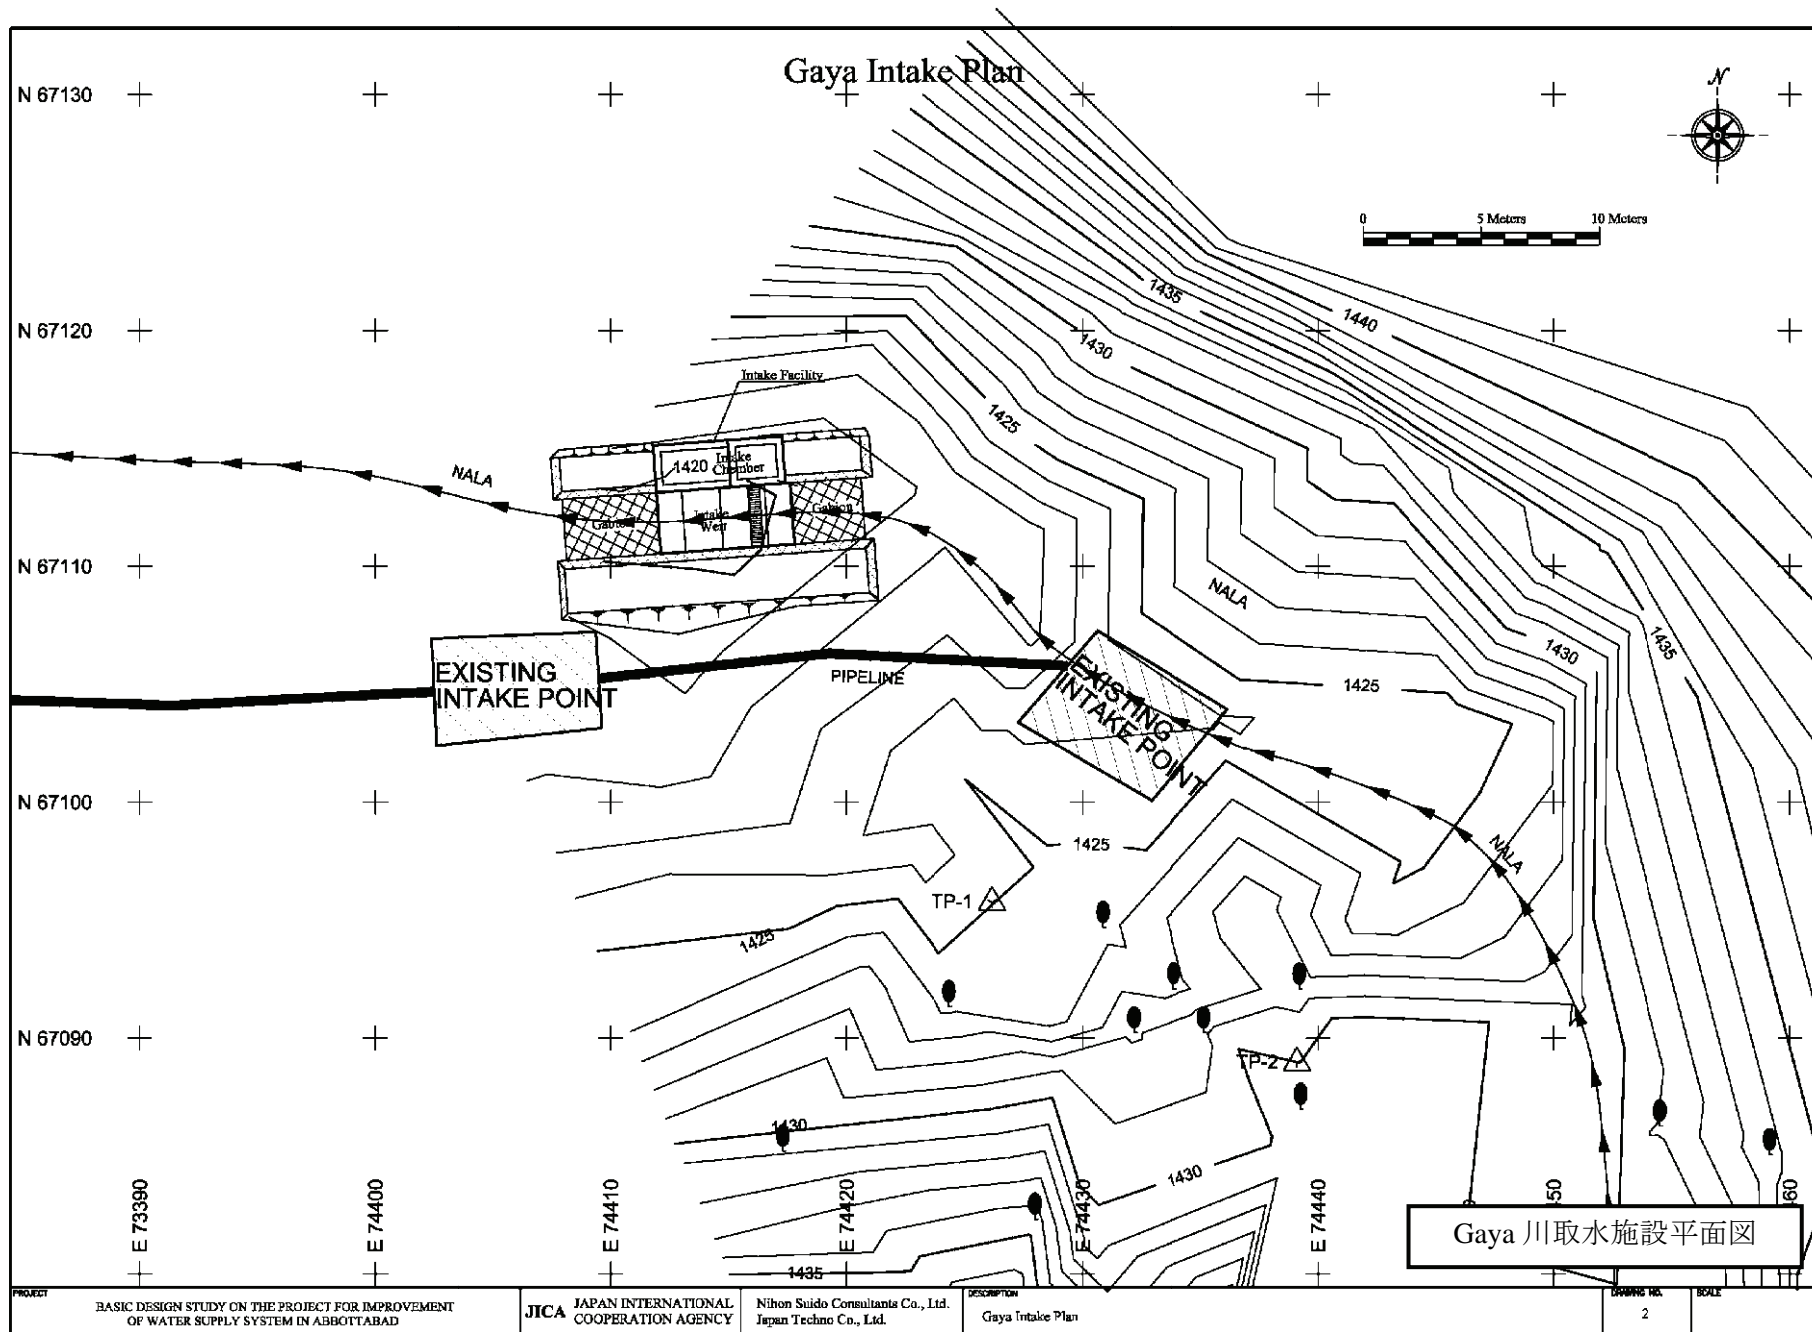 Gaya Intake Plan
N 67130
N
0 5 Meters 10 Meters
1435
1440
N 67120
1430
Intake Facility
1425
1420
Intake
Chember
NALA
Gabion
Intake
Weir
Gabion
N 67110
NALA
1430
1435
EXISTING
INTAKE POINT
PIPELINE
EXISTING
INTAKE POINT
1425
N 67100
1425
NALA
TP-1
1425
N 67090
TP-2
1430
1430
1435
E 73390
E 74400
E 74410
E 74420
E 74430
E 74440
50
60
Gaya 川取水施設平面図
PROJECT
BASIC DESIGN STUDY ON THE PROJECT FOR IMPROVEMENT
OF WATER SUPPLY SYSTEM IN ABBOTTABAD
JICA JAPAN INTERNATIONAL
COOPERATION AGENCY
Nihon Suido Consultants Co., Ltd.
Japan Techno Co., Ltd.
DESCRIPTION
Gaya Intake Plan
DRAWING NO.
2
SCALE